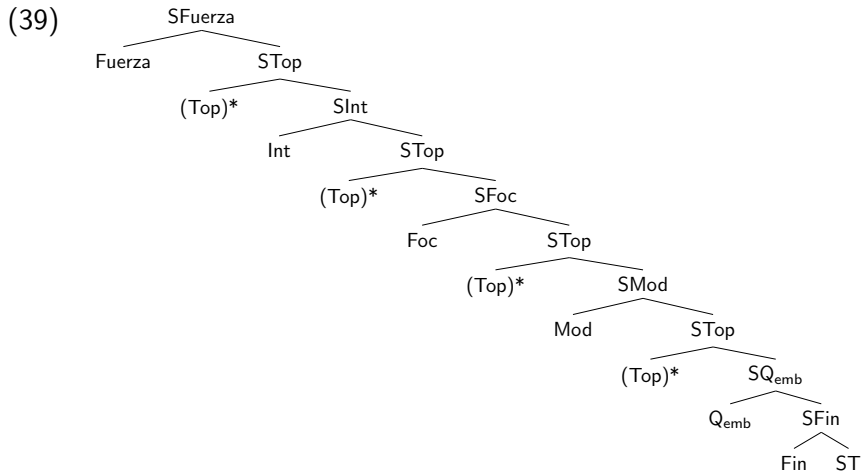 (39) SFuerza
Fuerza STop
(Top)* SInt
Int STop
(Top)* SFoc
Foc STop
(Top)* SMod
Mod STop
(Top)* SQemb
Qemb SFin
Fin ST